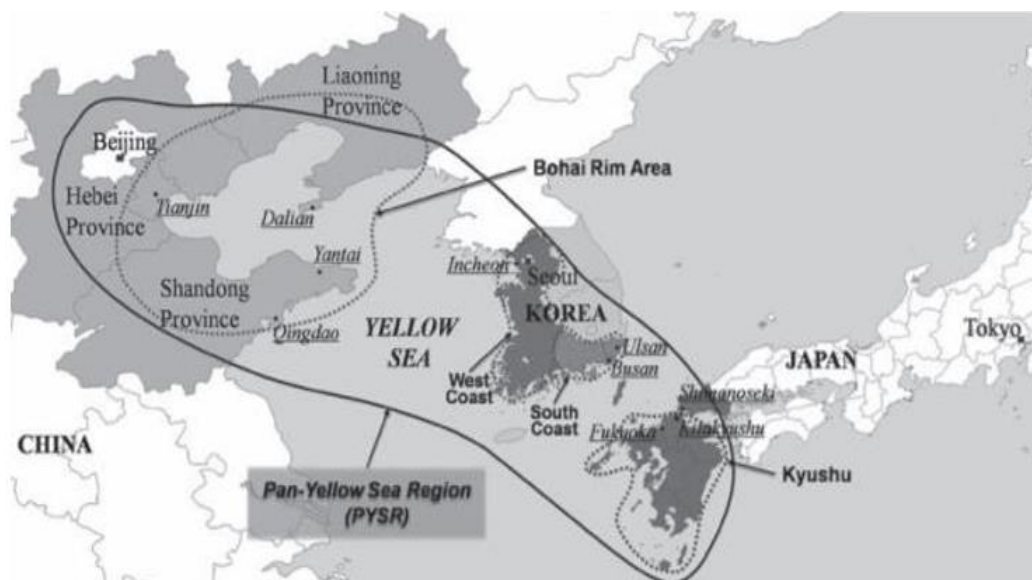 Liaoning
Province
Beijing
Bohai Rim Area
Hebei
Province
Tianjin
Dalian
Yantai
Incheon
Seoul
Shandong
Province
Qingdao
YELLOW
SEA
KOREA
Ulsan
Busan
Tokyo
JAPAN
West
Coast
South
Coast
Shimanoseki
Fukuoka
Kitakyushu
CHINA
Kyushu
Pan-Yellow Sea Region
(PYSR)